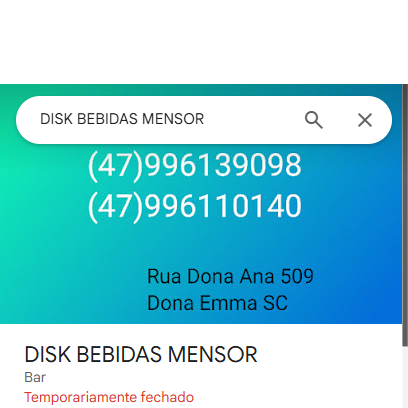 DISK BEBIDAS MENSOR
(47)996139098
(47)996110140
Rua Dona Ana 509
Dona Emma SC
DISK BEBIDAS MENSOR
Bar
Temporariamente fechado